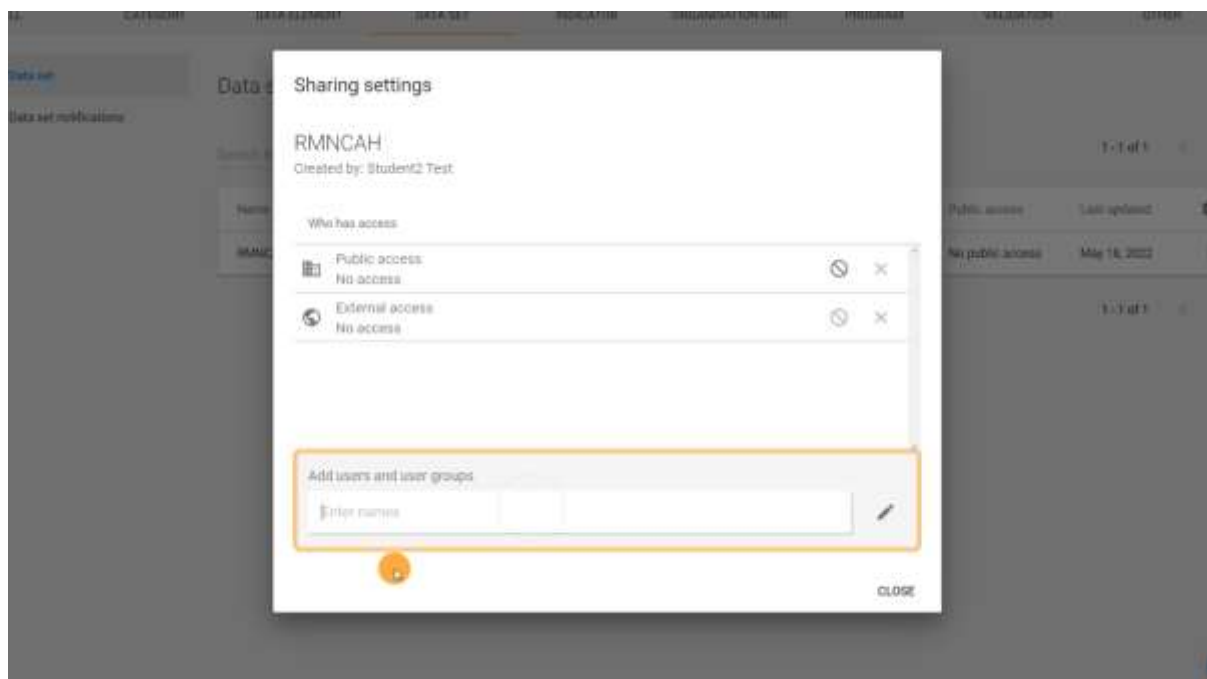 CATEGORY DATA ELEMENT DATA SET INDICATOR ORGANISATION UNIT PROGRAM VALIDATION OTHER
Data set
Data set notifications
Data
Sharing settings
RMNCAH
Created by: Student2 Test
Who has access
Public access
No access
External access
No access
Add users and user groups
Enter names
CLOSE
1-1 of 1
Name
Public access Last updated
No public access May 16, 2022
1-1 of 1